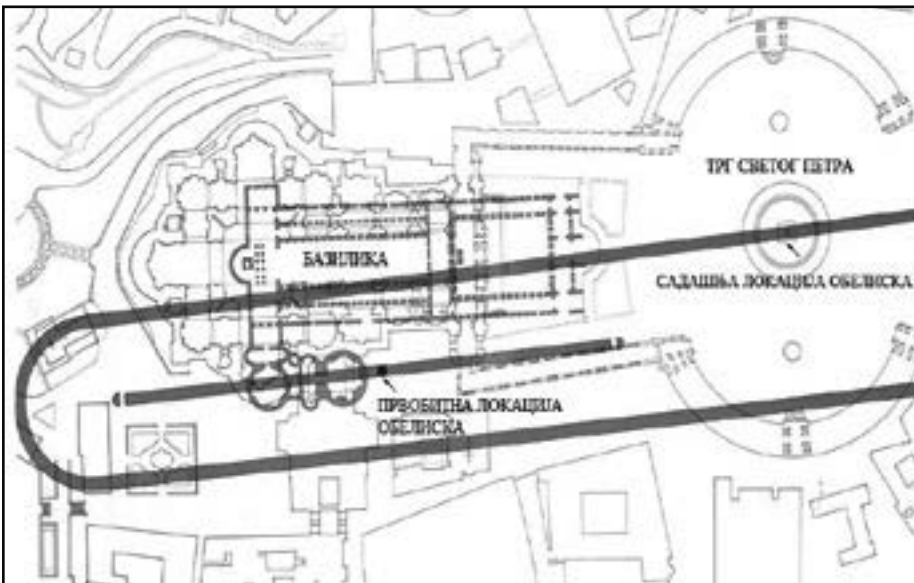 ТРГ СВЕТОГ ПЕТРА
БАЗИЛИКА
САДАШЊА ЛОКАЦИЈА ОБЕЛИСКА
ПРВОБИТНА ЛОКАЦИЈА
ОБЕЛИСКА